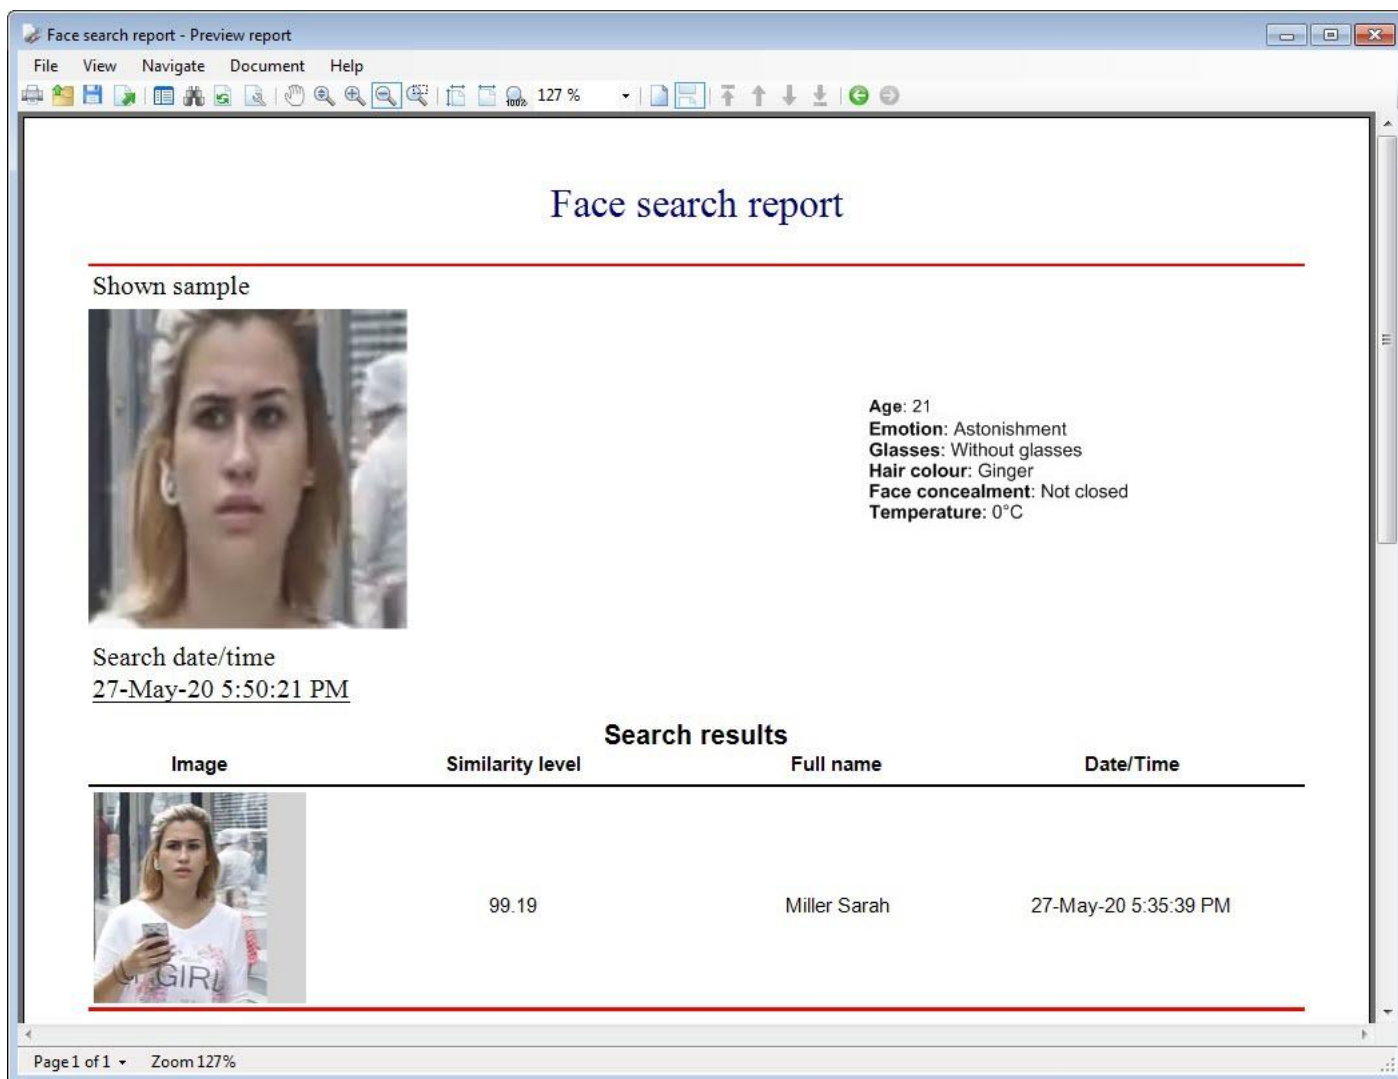 Face search report - Preview report
File View Navigate Document Help
100% 127 %
Face search report
Shown sample
Age: 21
Emotion: Astonishment
Glasses: Without glasses
Hair colour: Ginger
Face concealment: Not closed
Temperature: 0°C
Search date/time
27-May-20 5:50:21 PM
Search results
Image Similarity level Full name Date/Time
99.19 Miller Sarah 27-May-20 5:35:39 PM
GIRL
Page 1 of 1 Zoom 127%